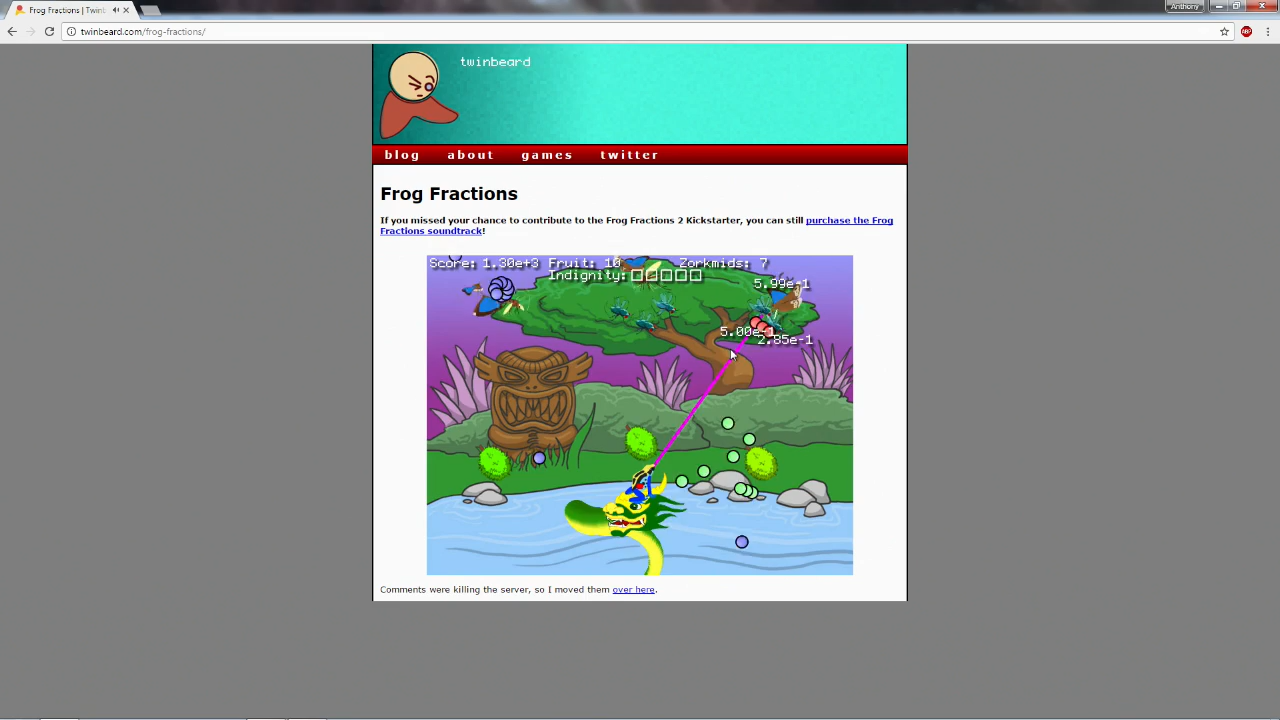 Frog Fractions | Twint
Anthony
twinbeard.com/frog-fractions/
ABP
twinbeard
blog about games twitter
Frog Fractions
If you missed your chance to contribute to the Frog Fractions 2 Kickstarter, you can still purchase the Frog
Fractions soundtrack!
Score: 1.30e+3 Fruit: 10 Zorkmids: 7
Indignity:
5.99e-1
5.00e-1
2.85e-1
Comments were killing the server, so I moved them over here.